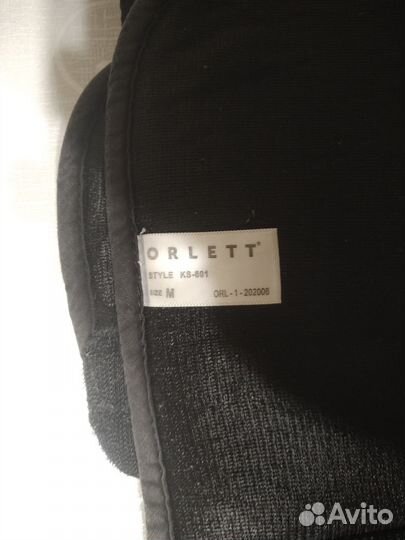 ORLETT®
STYLE KS-601
SIZE M ORL-1-202006
Avito